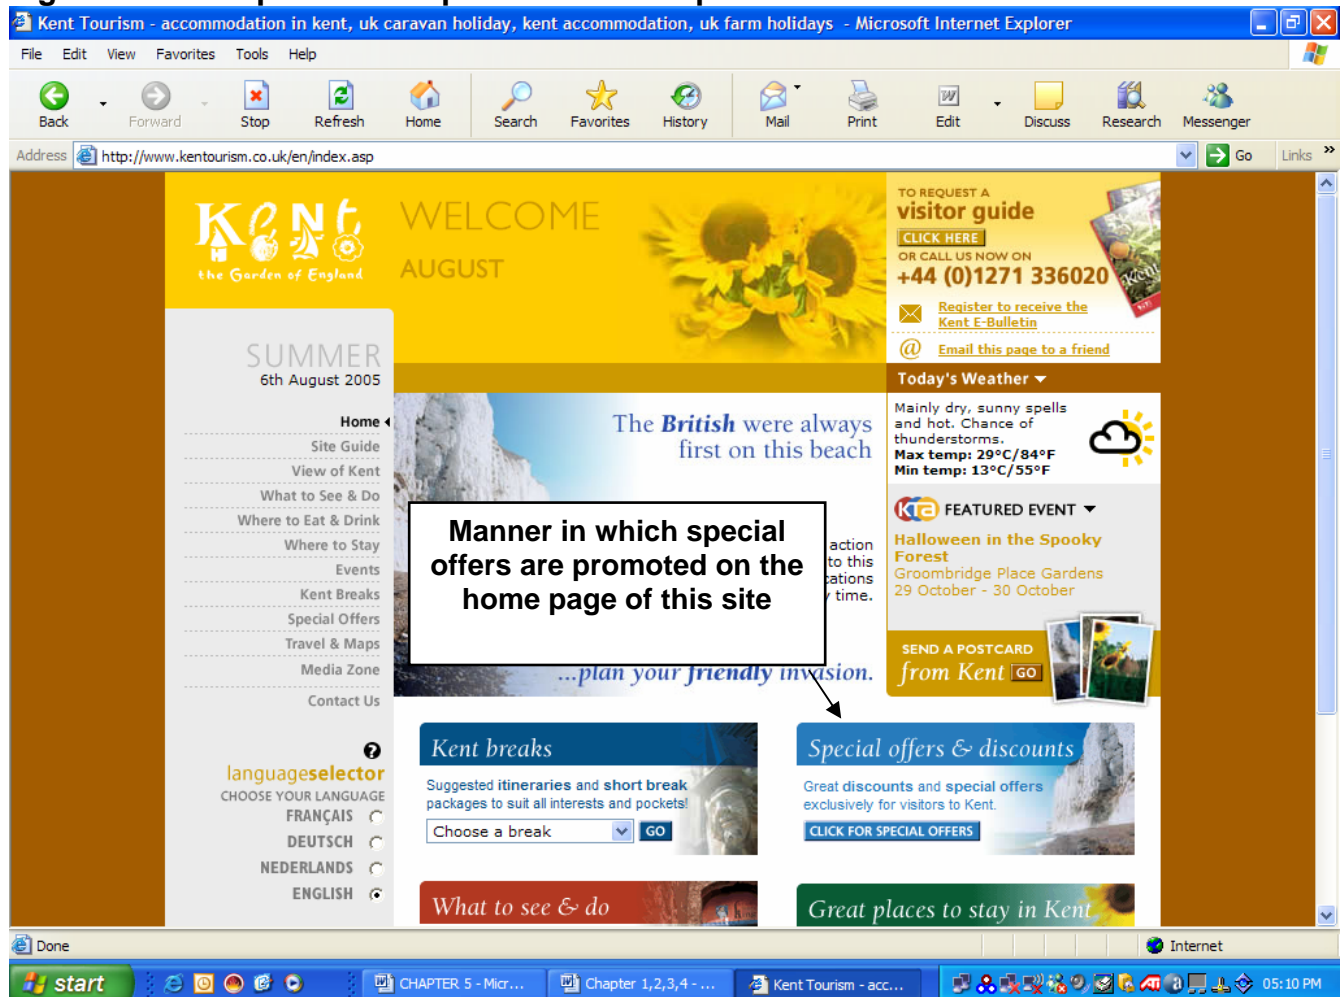 Kent Tourism - accommodation in kent, uk caravan holiday, kent accommodation, uk farm holidays - Microsoft Internet Explorer
File Edit View Favorites Tools Help
Back Forward Stop Refresh Home Search Favorites History Mail Print Edit Discuss Research Messenger
Address http://www.kentourism.co.uk/en/index.asp Go Links »
Kent
the Garden of England
WELCOME
AUGUST
TO REQUEST A
visitor guide
CLICK HERE
OR CALL US NOW ON
+44 (0)1271 336020
Register to receive the
Kent E-Bulletin
@ Email this page to a friend
SUMMER
6th August 2005
Home
Site Guide
View of Kent
What to See & Do
Where to Eat & Drink
Where to Stay
Events
Kent Breaks
Special Offers
Travel & Maps
Media Zone
Contact Us
?
languageselector
CHOOSE YOUR LANGUAGE
FRANÇAIS
DEUTSCH
NEDERLANDS
ENGLISH
The British were always
first on this beach
Manner in which special
offers are promoted on the
home page of this site
action
to this
time.
...plan your friendly invasion.
Today's Weather
Mainly dry, sunny spells
and hot. Chance of
thunderstorms.
Max temp: 29°C/84°F
Min temp: 13°C/55°F
KTa FEATURED EVENT
Halloween in the Spooky
Forest
Groombridge Place Gardens
29 October - 30 October
SEND A POSTCARD
from Kent GO
Kent breaks
Suggested itineraries and short break
packages to suit all interests and pockets!
Choose a break GO
Special offers & discounts
Great discounts and special offers
exclusively for visitors to Kent.
CLICK FOR SPECIAL OFFERS
What to see & do
Great places to stay in Kent
Done Internet
start CHAPTER 5 - Micr... Chapter 1,2,3,4 - ... Kent Tourism - acc... 05:10 PM